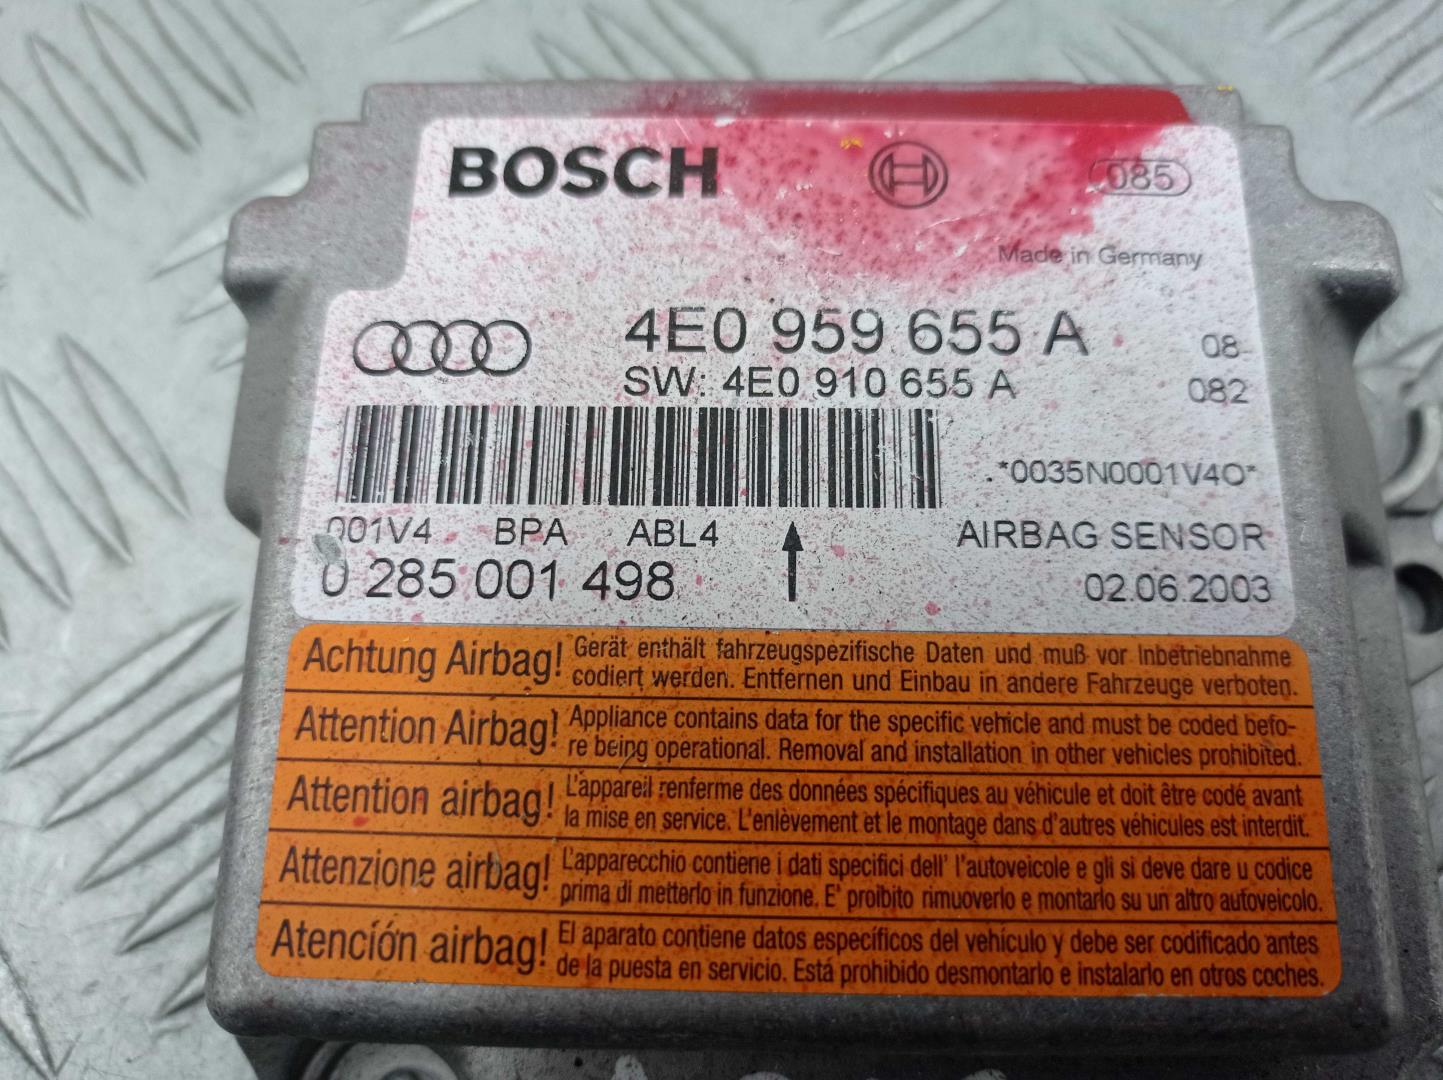 BOSCH
085
Made in Germany
4E0 959 655 A
08-
SW: 4E0 910 655 A
082
*0035N0001V4O*
001V4 BPA ABL4
AIRBAG SENSOR
0 285 001 498
02.06.2003
Achtung Airbag! Gerät enthält fahrzeugspezifische Daten und muß vor Inbetriebnahme
codiert werden. Entfernen und Einbau in andere Fahrzeuge verboten.
Attention Airbag! Appliance contains data for the specific vehicle and must be coded befo-
re being operational. Removal and installation in other vehicles prohibited.
Attention airbag! L'appareil renferme des données spécifiques au véhicule et doit être codé avant
la mise en service. L'enlèvement et le montage dans d'autres véhicules est interdit.
Attenzione airbag! L'apparecchio contiene i dati specifici dell' l'autoveicole e gli si deve dare u codice
prima di metterlo in funzione. E' proibito rimuoverlo e montarlo su un altro autoveicolo.
Atención airbag! El aparato contiene datos específicos del vehículo y debe ser codificado antes
de la puesta en servicio. Está prohibido desmontarlo e instalarlo en otros coches.